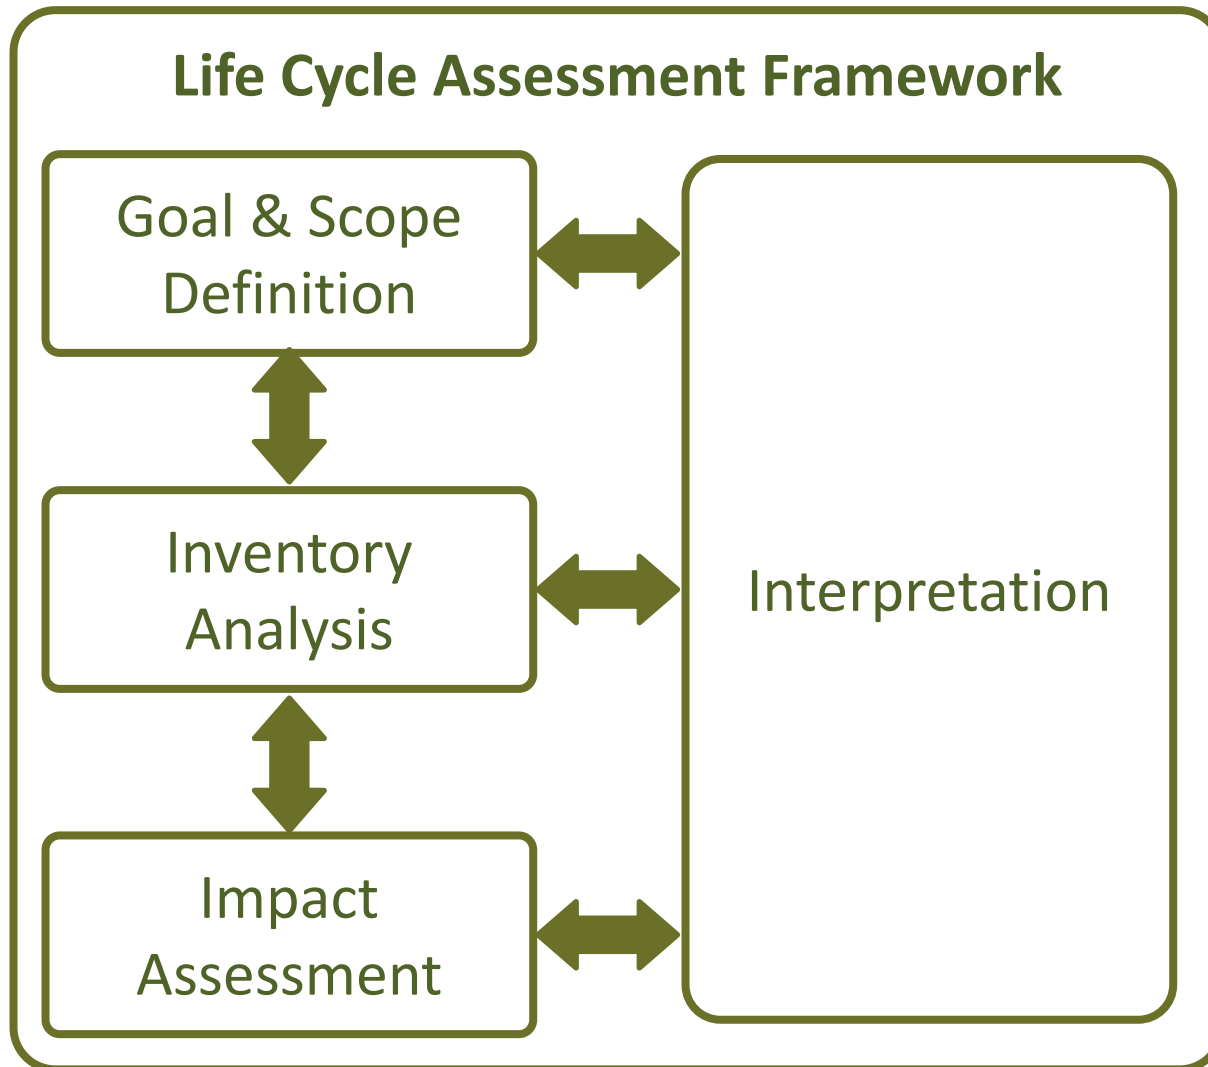 Life Cycle Assessment Framework
Goal & Scope
Definition
Inventory
Analysis
Interpretation
Impact
Assessment